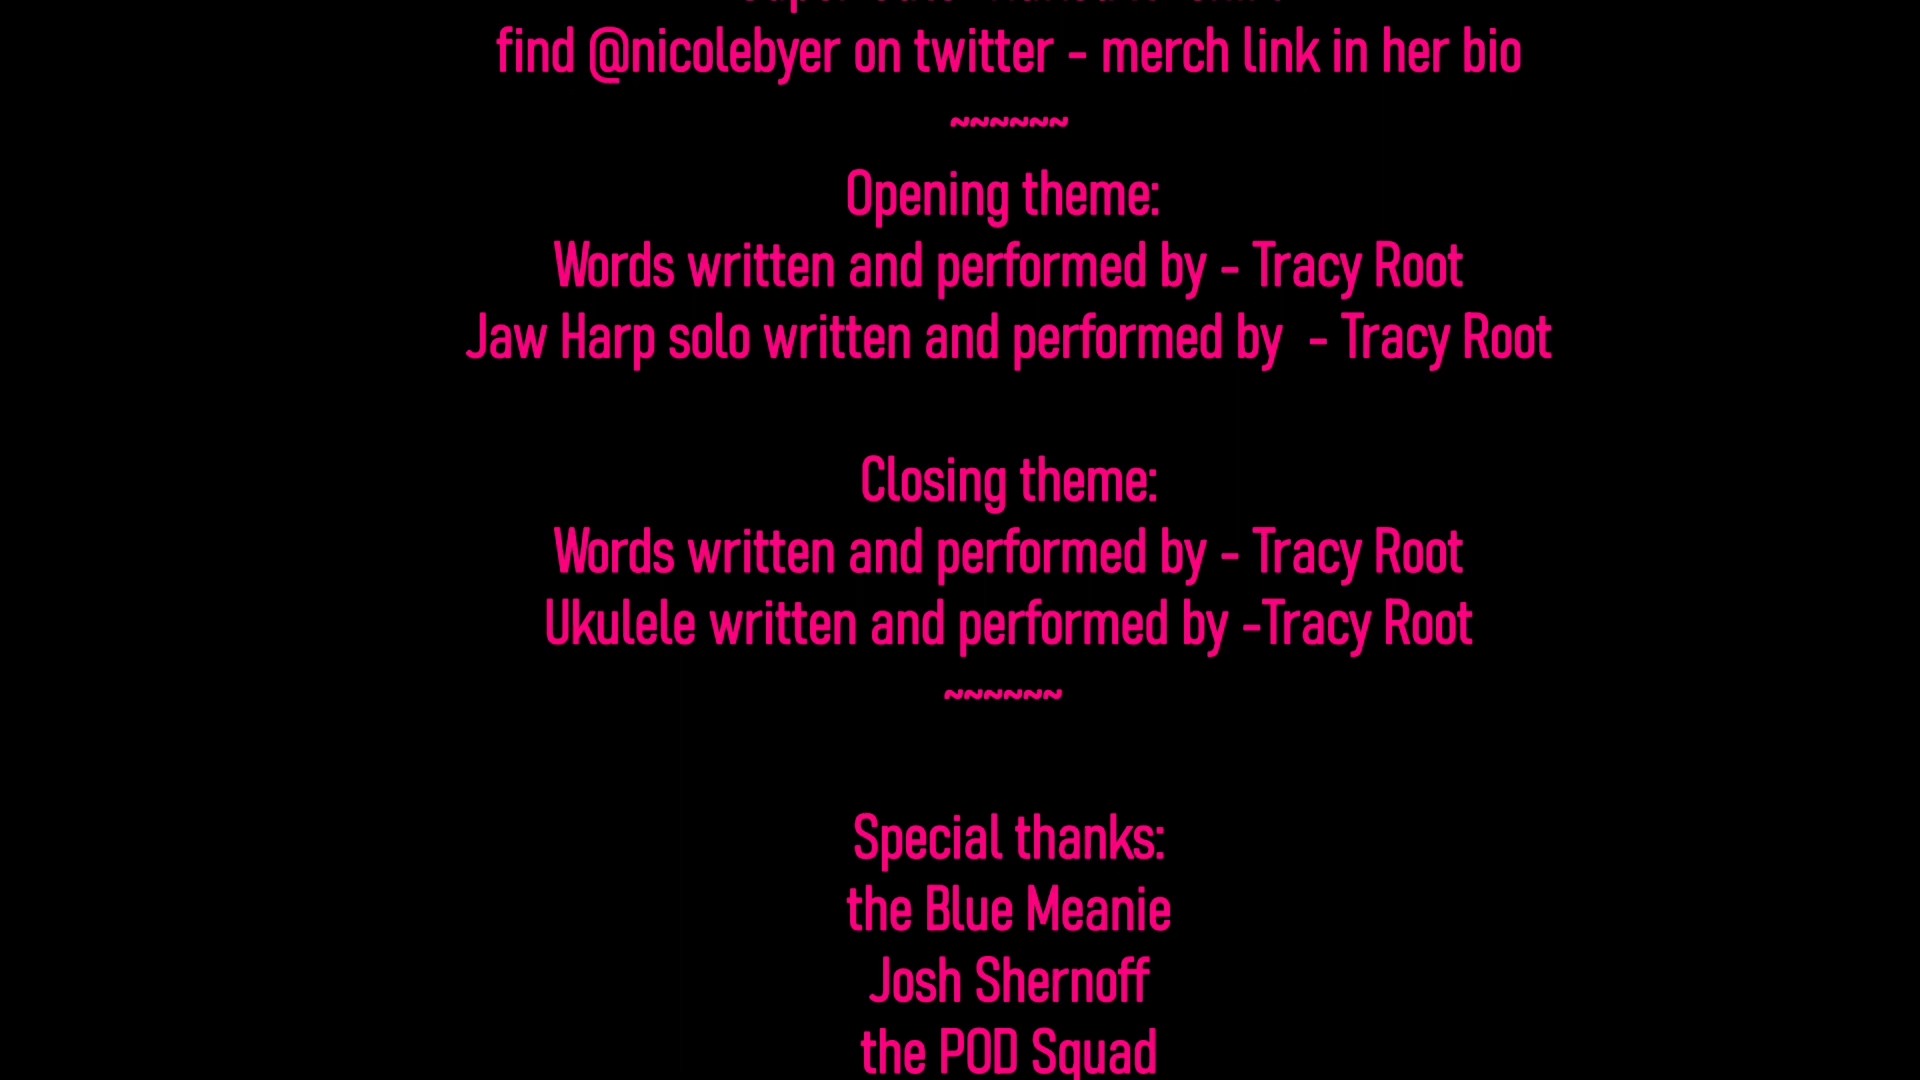 find @nicolebyer on twitter - merch link in her bio
~~~~~~
Opening theme:
Words written and performed by - Tracy Root
Jaw Harp solo written and performed by  - Tracy Root
Closing theme:
Words written and performed by - Tracy Root
Ukulele written and performed by -Tracy Root
~~~~~~
Special thanks:
the Blue Meanie
Josh Shernoff
the POD Squad